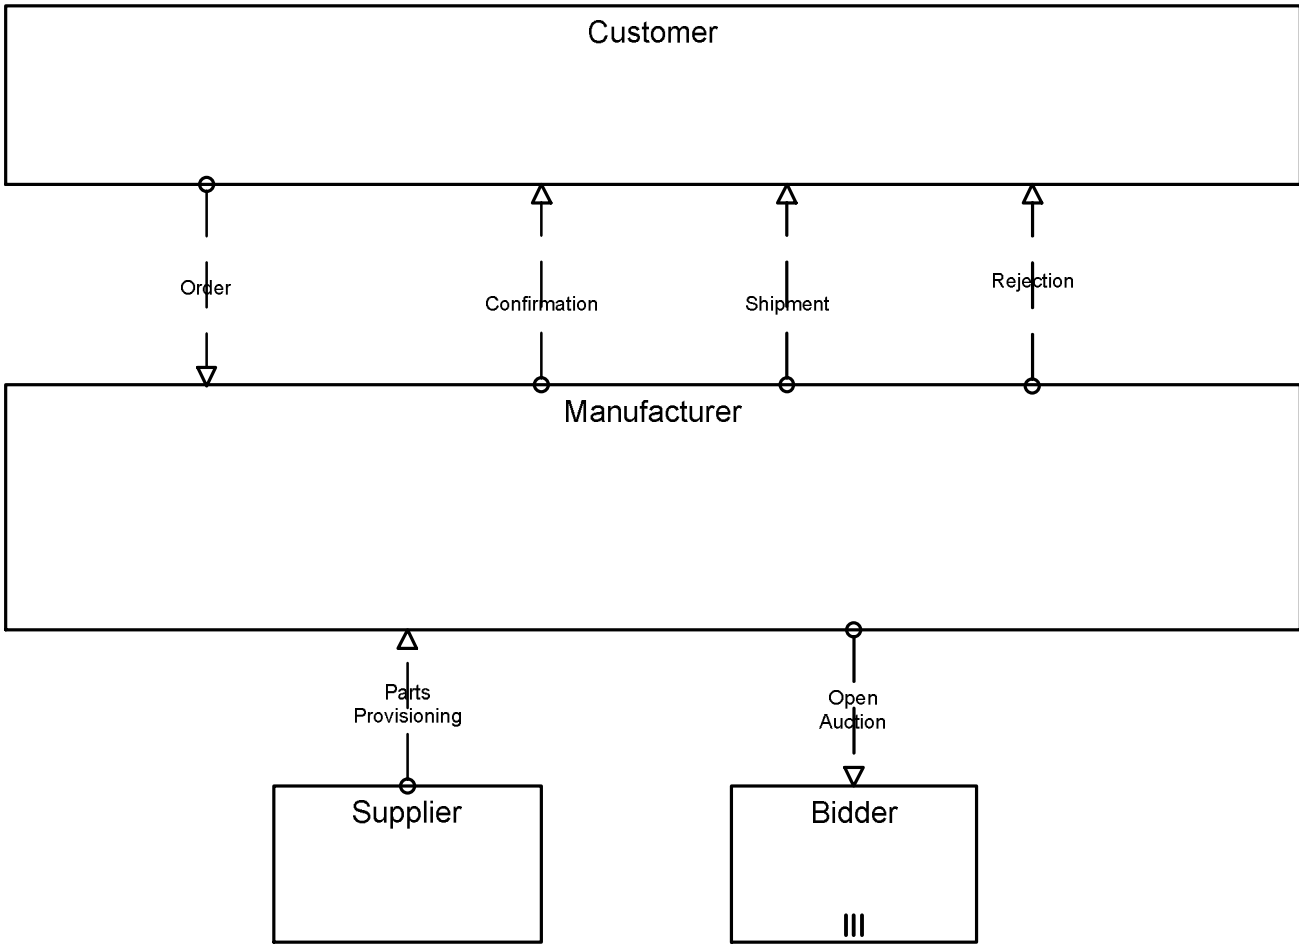 Customer
Order
Confirmation
Shipment
Rejection
Manufacturer
Parts
Provisioning
Open
Auction
Supplier
Bidder